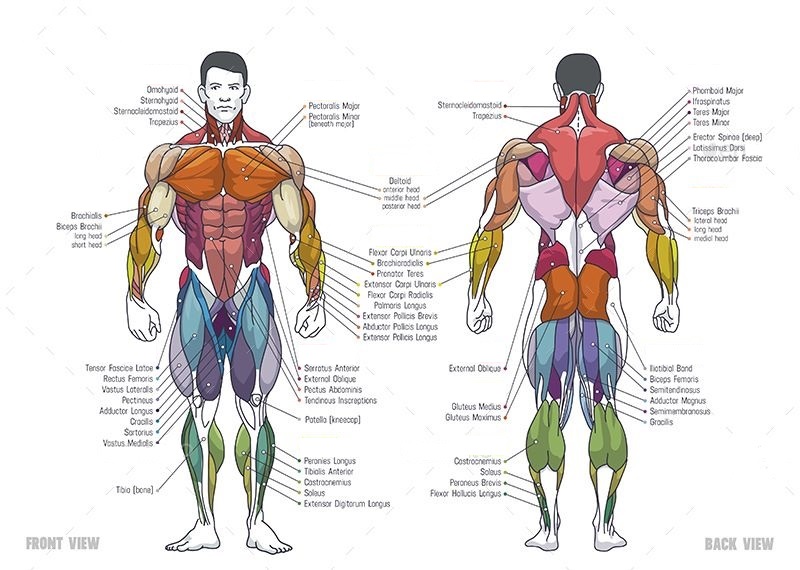 Omohyoid
Sternohyoid
Sternocleidomastoid
Trapezius
Pectoralis Major
Pectoralis Minor
(beneath major)
Deltoid
anterior head
middle head
posterior head
Brachialis
Biceps Brachii
long head
short head
Flexor Carpi Ulnaris
Brachioradiolis
Prenator Teres
Extensor Carpi Ulnaris
Flexor Carpi Radiolis
Palmaris Longus
Extensor Pollicis Brevis
Abductor Pollicis Longus
Extensor Pollicis Longus
Tensor Fasciae Latae
Rectus Femoris
Vastus Lateralis
Pectineus
Adductor Longus
Gracilis
Sartorius
Vastus Medialis
Serratus Anterior
External Oblique
Rectus Abdominis
Tendinous Inscreptions
Patella (kneecap)
Tibia (bone)
Peronies Longus
Tibialis Anterior
Gastrocnemius
Soleus
Extensor Digitorum Longus
FRONT VIEW
Sternocleidomastoid
Trapezius
Phomboid Major
Ifraspinatus
Teres Major
Teres Minor
Erector Spinae (deep)
Latissimus Dorsi
Thoracolumbar Fascia
Triceps Brachii
lateral head
long head
medial head
External Oblique
Gluteus Medius
Gluteus Maximus
Iliotibial Band
Biceps Femoris
Semitendinosus
Adductor Magnus
Semimembranosus
Gracilis
Gastrocnemius
Soleus
Peroneus Brevis
Flexor Hallucis Longus
BACK VIEW